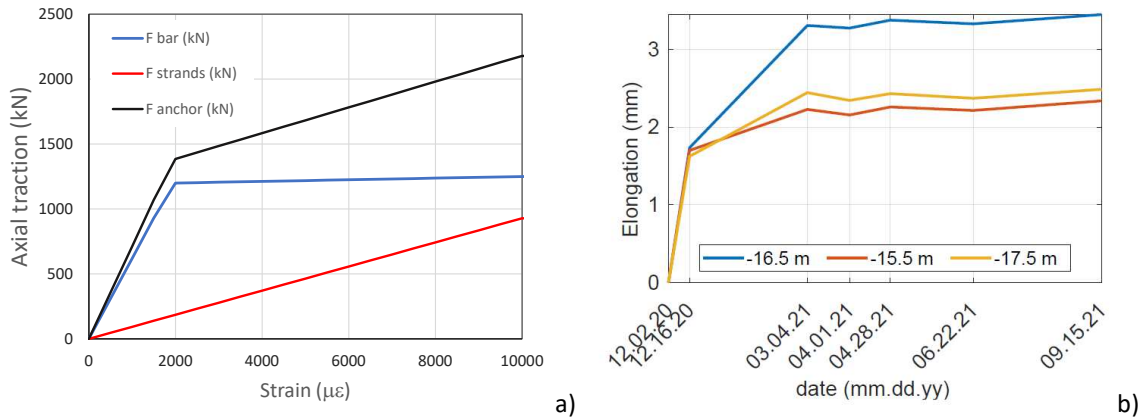 2500
2000
1500
1000
500
0
Axial traction (kN)
F bar (kN)
F strands (kN)
F anchor (kN)
0 2000 4000 6000 8000 10000
Strain (με)
a)
3
2
1
0
Elongation (mm)
-16.5 m -15.5 m -17.5 m
12.02.20 12.16.20 03.04.21 04.01.21 04.28.21 06.22.21 09.15.21
date (mm.dd.yy)
b)